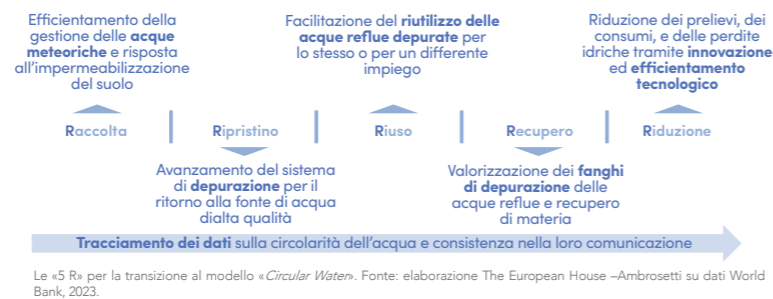 Efficientamento della
gestione delle acque
meteoriche e risposta
all'impermeabilizzazione
del suolo
Facilitazione del riutilizzo delle
acque reflue depurate per
lo stesso o per un differente
impiego
Riduzione dei prelievi, dei
consumi, e delle perdite
idriche tramite innovazione
ed efficientamento
tecnologico
Raccolta
Ripristino
Riuso
Recupero
Riduzione
Avanzamento del sistema
di depurazione per il
ritorno alla fonte di acqua
dialta qualità
Valorizzazione dei fanghi
di depurazione delle
acque reflue e recupero
di materia
Tracciamento dei dati sulla circolarità dell'acqua e consistenza nella loro comunicazione
Le «5 R» per la transizione al modello «Circular Water». Fonte: elaborazione The European House –Ambrosetti su dati World
Bank, 2023.